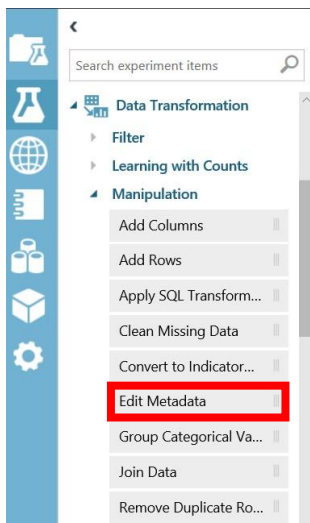 Search experiment items
Data Transformation
Filter
Learning with Counts
Manipulation
Add Columns
Add Rows
Apply SQL Transform...
Clean Missing Data
Convert to Indicator...
Edit Metadata
Group Categorical Va...
Join Data
Remove Duplicate Ro...